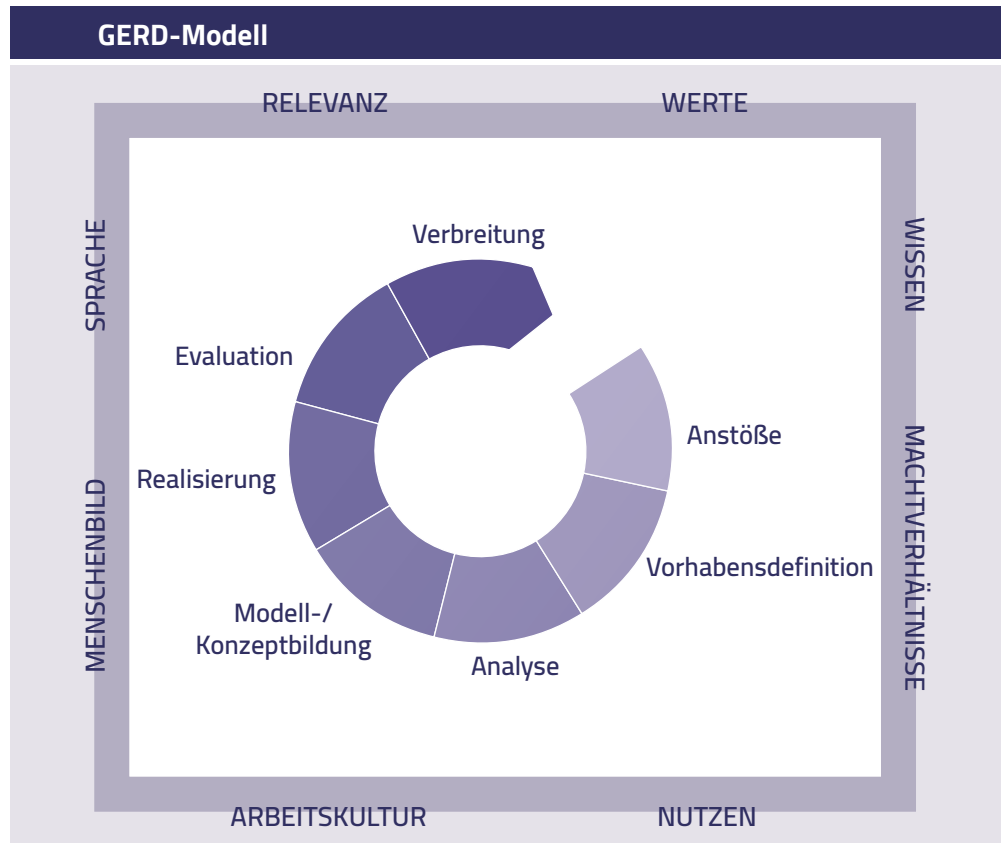 GERD-Modell
RELEVANZ
WERTE
SPRACHE
WISSEN
Verbreitung
Evaluation
Anstöße
Realisierung
MENSCHENBILD
MACHTVERHÄLTNISSE
Vorhabensdefinition
Modell-/
Konzeptbildung
Analyse
ARBEITSKULTUR
NUTZEN